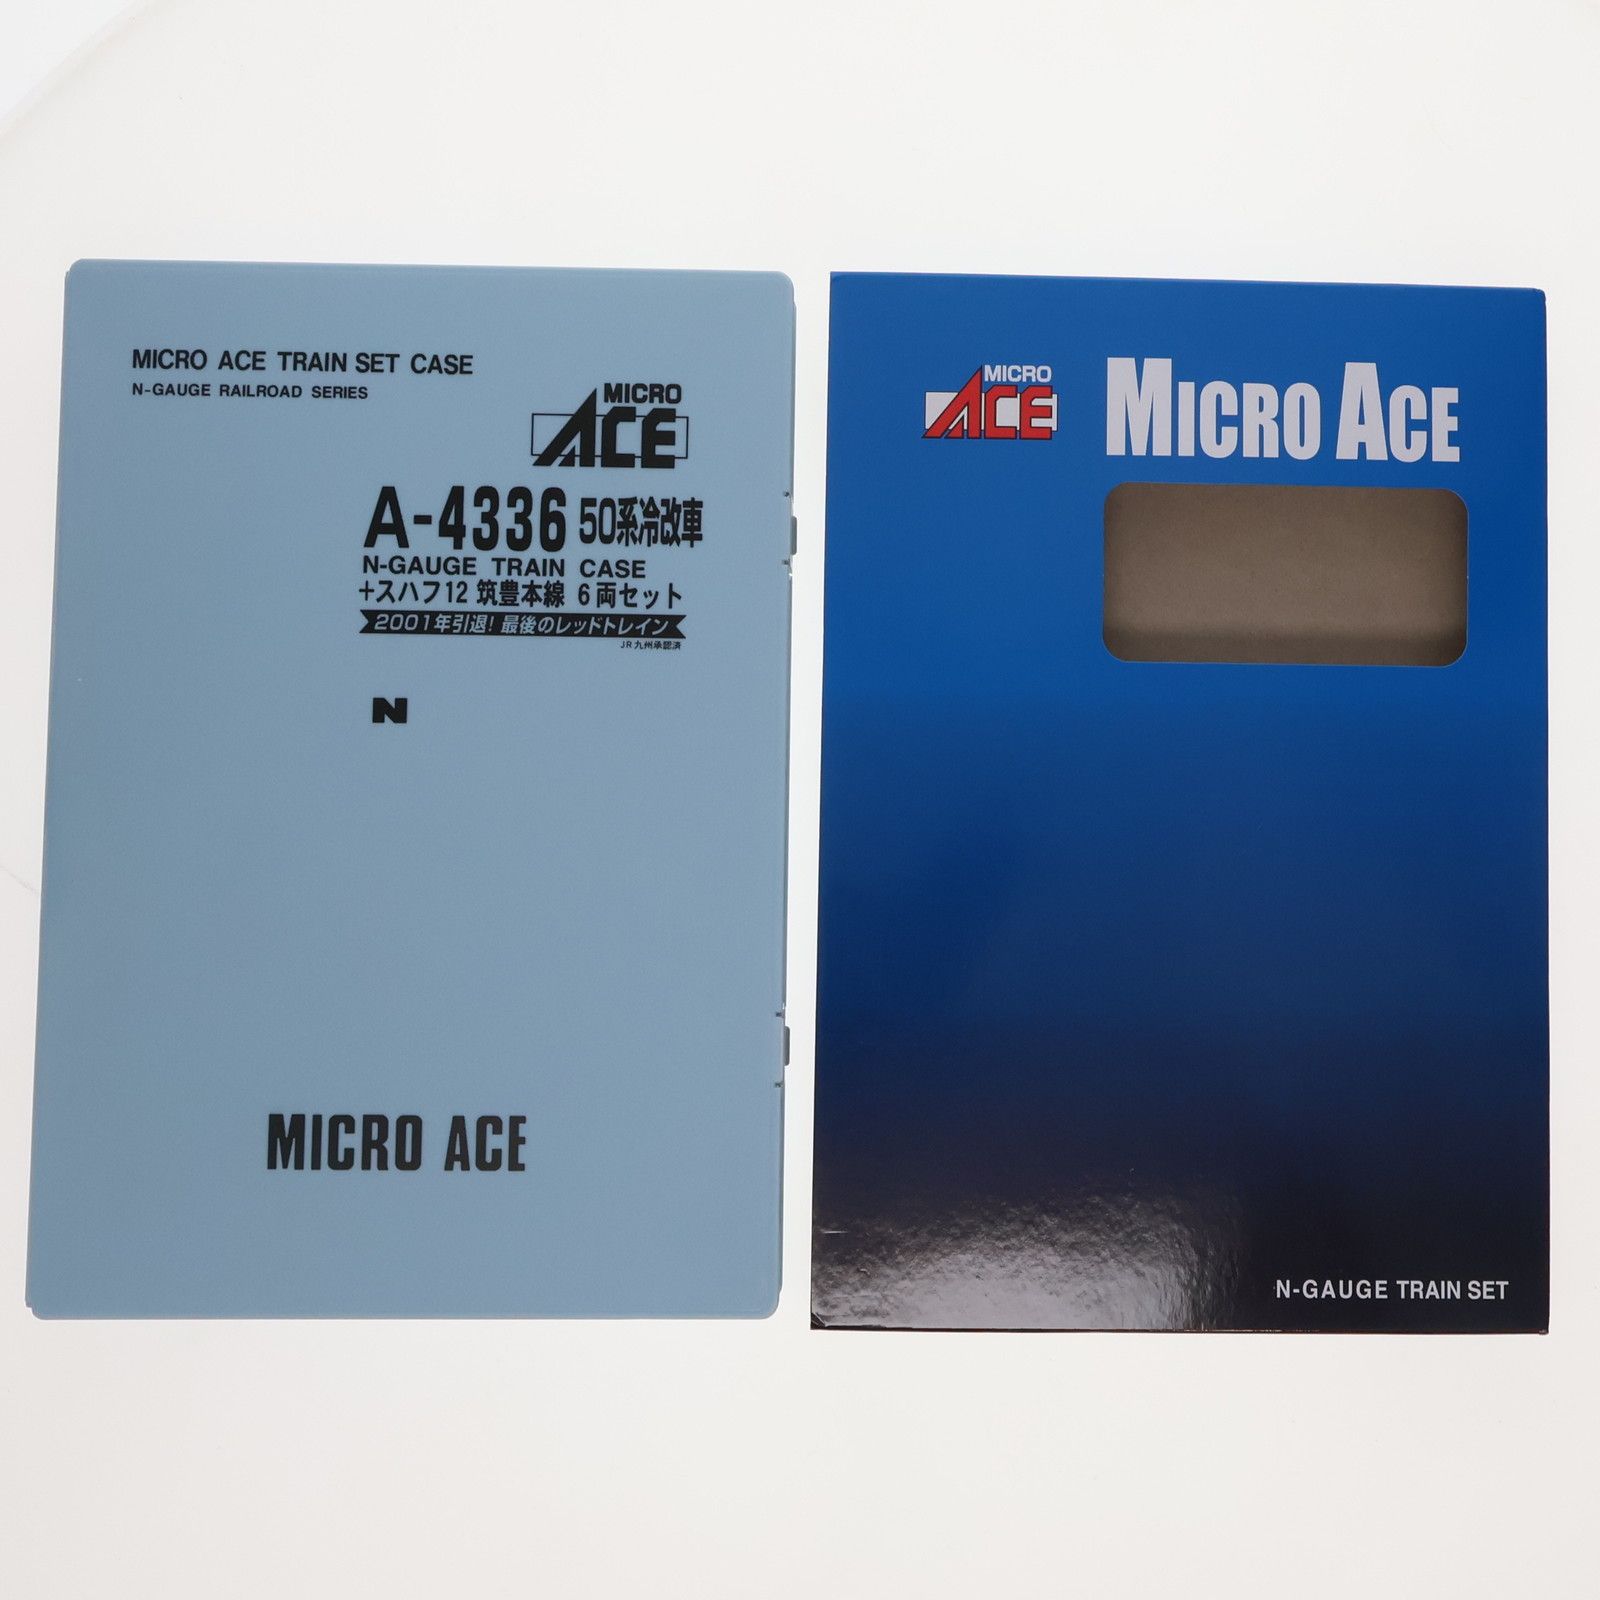 MICRO ACE TRAIN SET CASE
N-GAUGE RAILROAD SERIES
MICRO
ACE
A-4336 50系冷改車
N-GAUGE TRAIN CASE
+スハフ12 筑豊本線 6両セット
2001年引退! 最後のレッドトレイン
JR九州承認済
N
MICRO ACE
MICRO
ACE
MICRO ACE
N-GAUGE TRAIN SET